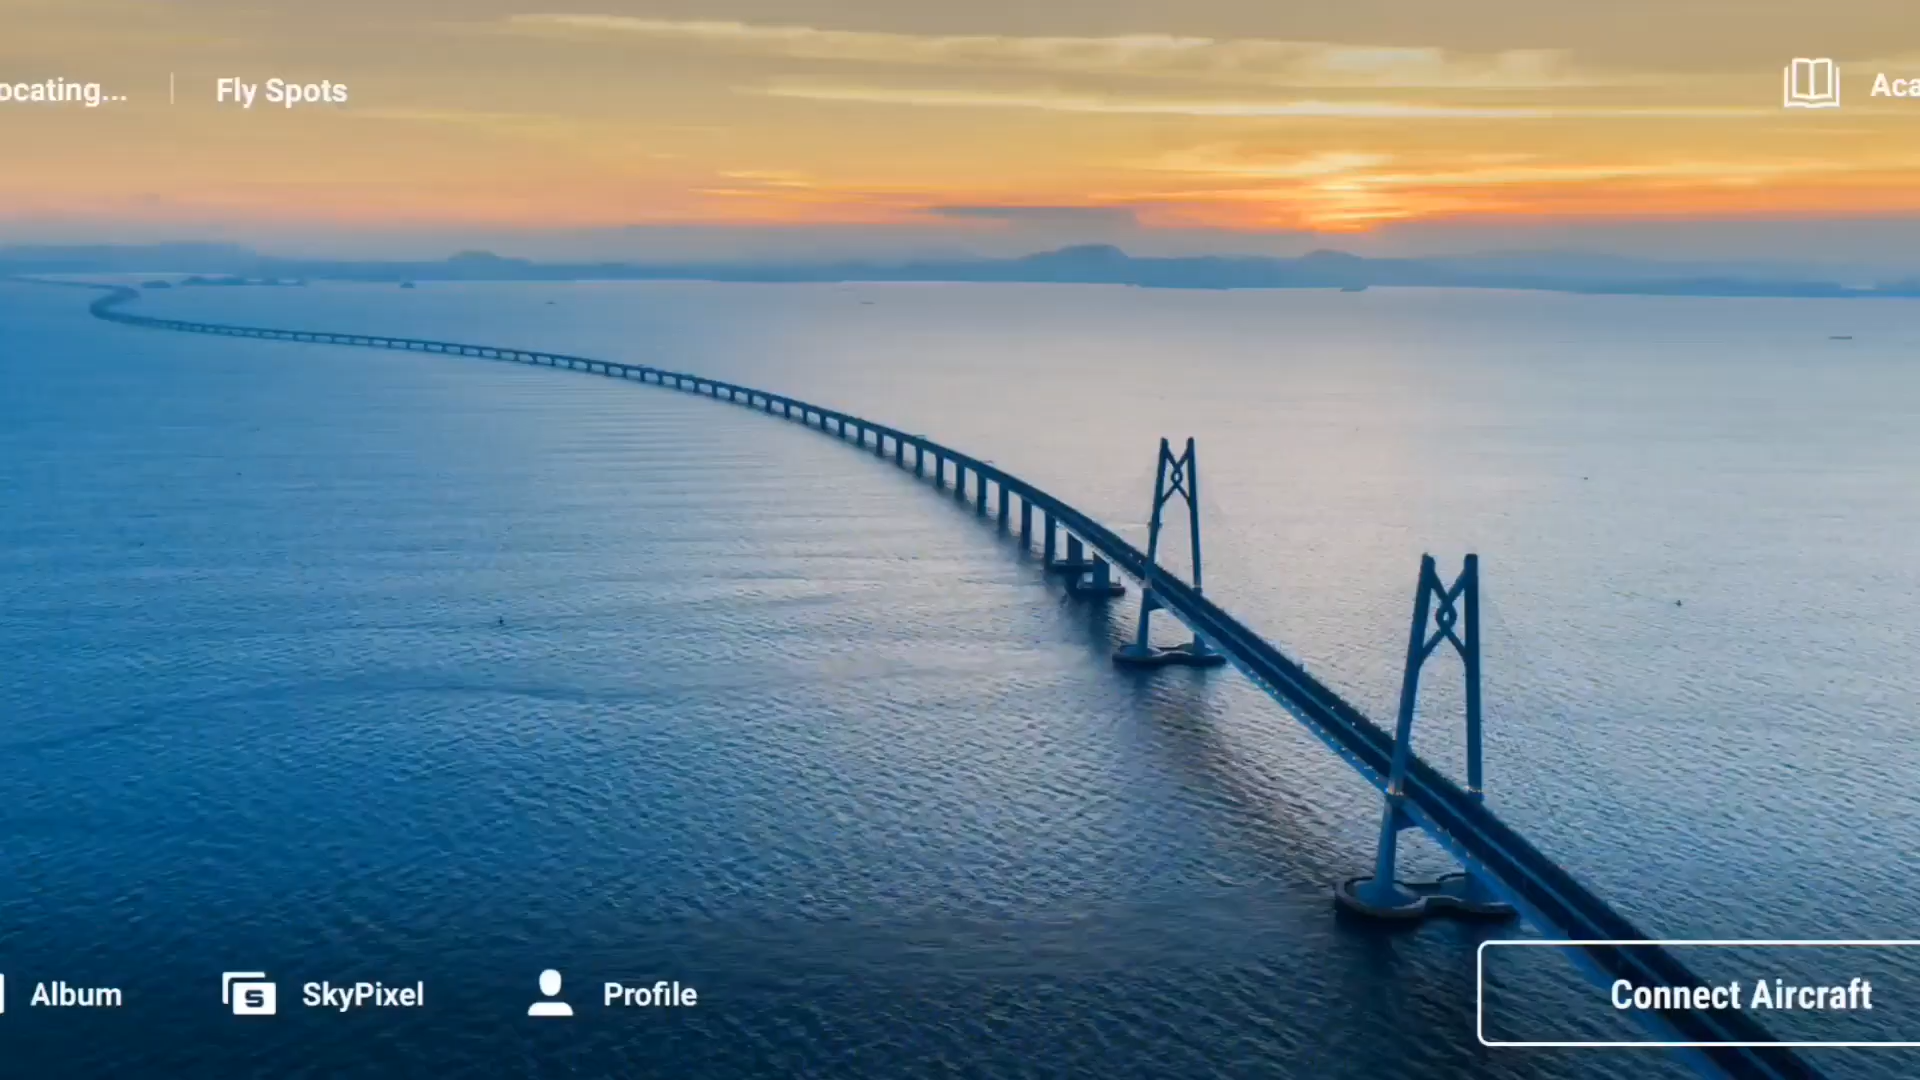 ocating...
Fly Spots
Aca
Album
SkyPixel
Profile
Connect Aircraft